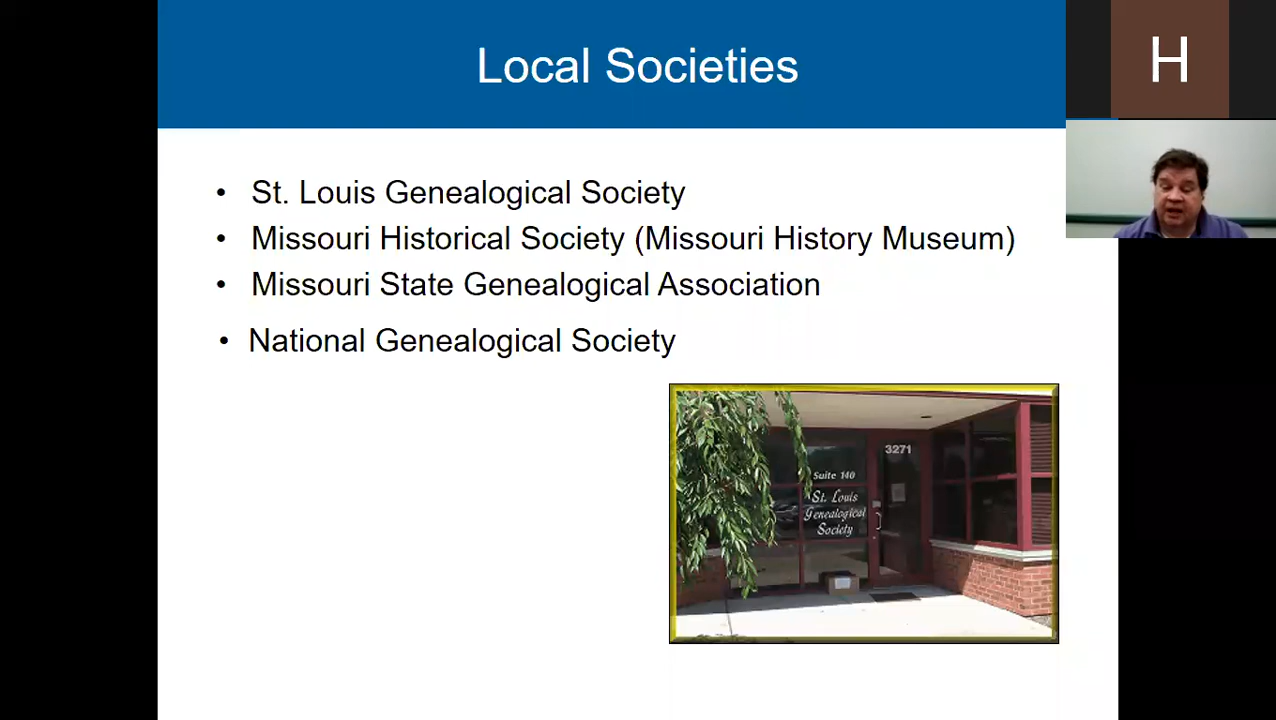 Local Societies
H
• St. Louis Genealogical Society
• Missouri Historical Society (Missouri History Museum)
• Missouri State Genealogical Association
• National Genealogical Society
3271
Suite 140
St. Louis
Genealogical
Society